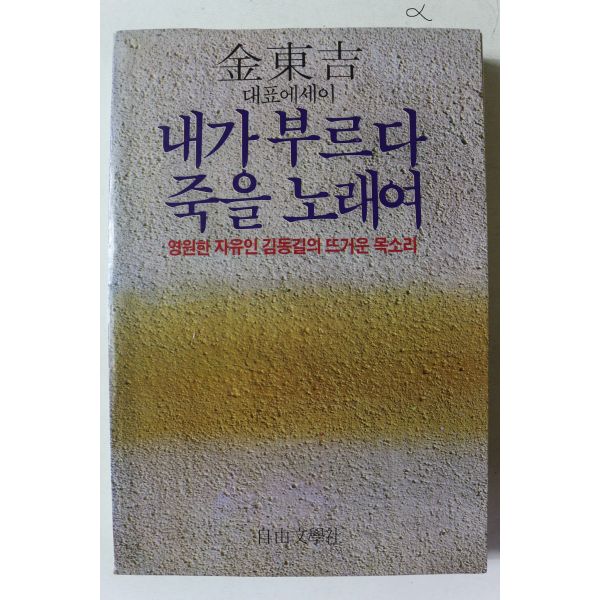 α
金東吉
대표에세이
내가 부르다
죽을 노래여
영원한 자유인 김동길의 뜨거운 목소리
自由文學社